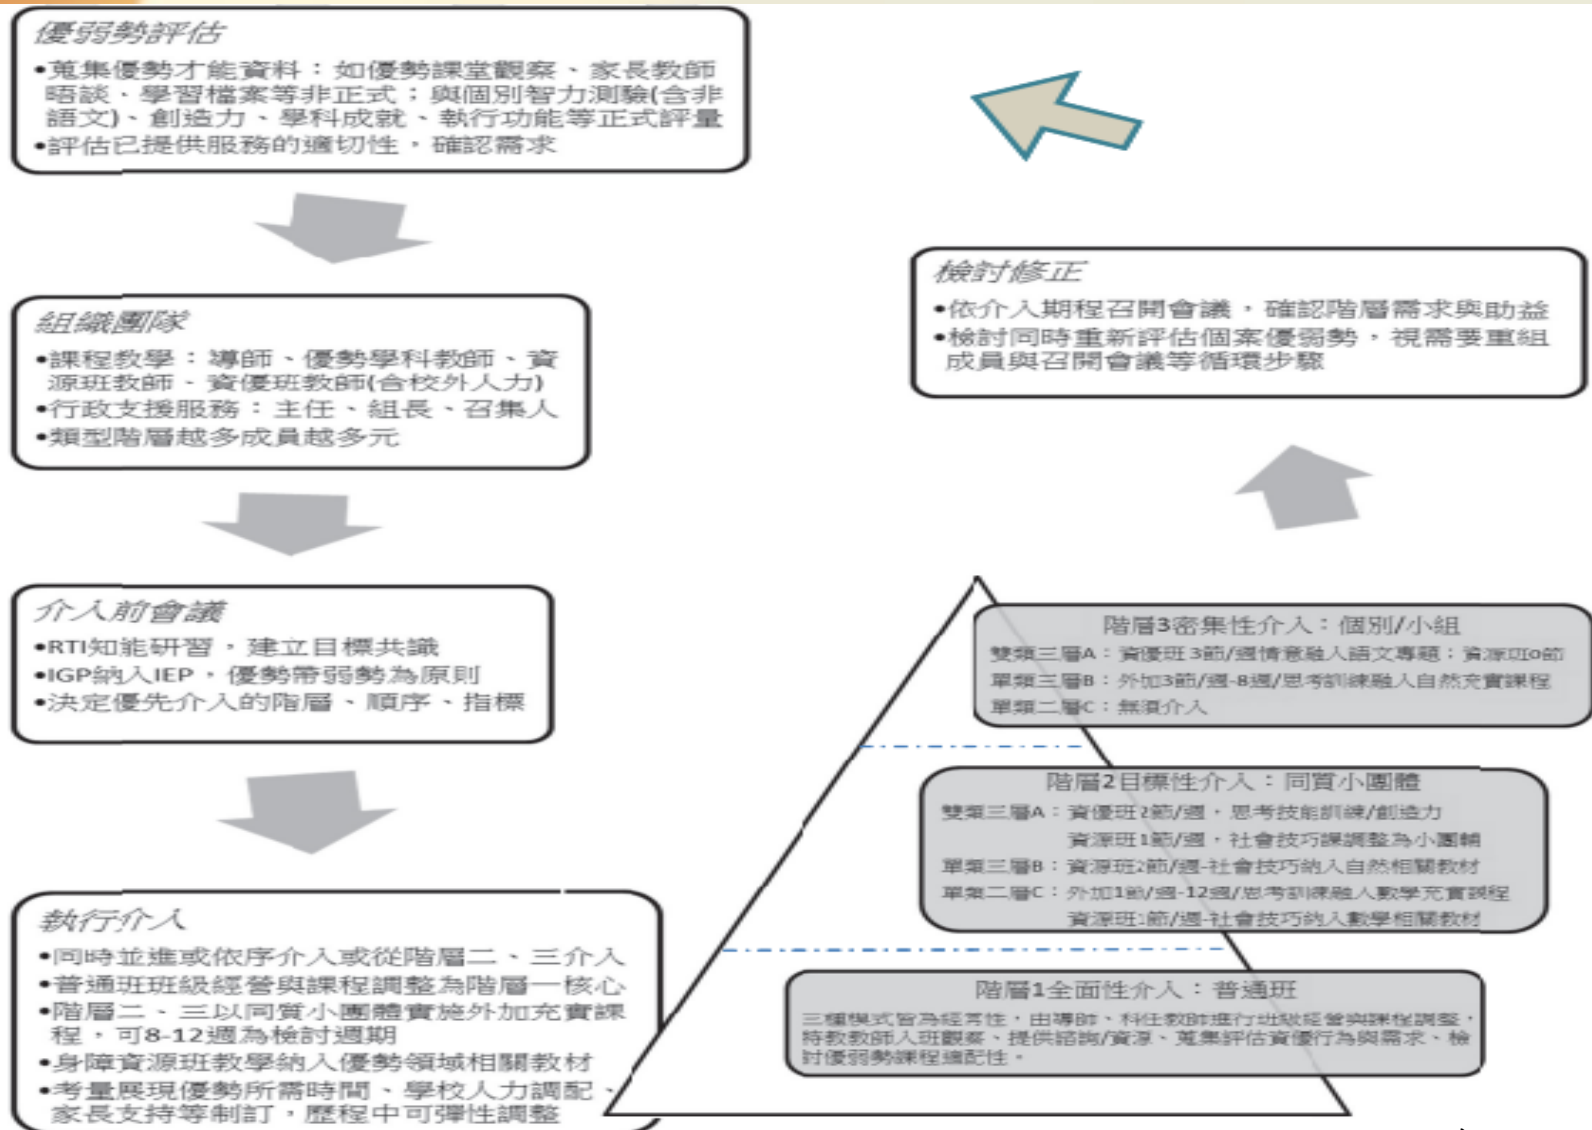 優弱勢評估
•蒐集優勢才能資料：如優勢課堂觀察、家長教師
晤談、學習檔案等非正式；與個別智力測驗(含非
語文)、創造力、學科成就、執行功能等正式評量
•評估已提供服務的適切性，確認需求
組織團隊
•課程教學：導師、優勢學科教師、資
源班教師、資優班教師(含校外人力)
•行政支援服務：主任、組長、召集人
•類型階層越多成員越多元
介入前會議
•RTI知能研習，建立目標共識
•IGP納入IEP，優勢帶弱勢為原則
•決定優先介入的階層、順序、指標
執行介入
•同時並進或依序介入或從階層二、三介入
•普通班班級經營與課程調整為階層一核心
•階層二、三以同質小團體實施外加充實課
程，可8-12週為檢討週期
•身障資源班教學納入優勢領域相關教材
•考量展現優勢所需時間、學校人力調配、
家長支持等制訂，歷程中可彈性調整
檢討修正
•依介入期程召開會議，確認階層需求與助益
•檢討同時重新評估個案優弱勢，視需要重組
成員與召開會議等循環步驟
階層3密集性介入：個別/小組
雙類三層A：資優班3節/週情意融入語文專題；資源班0節
單類三層B：外加3節/週-8週/思考訓練融入自然充實課程
單類二層C：無須介入
階層2目標性介入：同質小團體
雙類三層A：資優班2節/週，思考技能訓練/創造力
資源班1節/週，社會技巧課調整為小團輔
單類三層B：資源班2節/週-社會技巧納入自然相關教材
單類二層C：外加1節/週-12週/思考訓練融入數學充實課程
資源班1節/週-社會技巧納入數學相關教材
階層1全面性介入：普通班
三種模式皆為經常性，由導師、科任教師進行班級經營與課程調整，
特教教師入班觀察、提供諮詢/資源、蒐集評估資優行為與需求、檢
討優弱勢課程適配性。